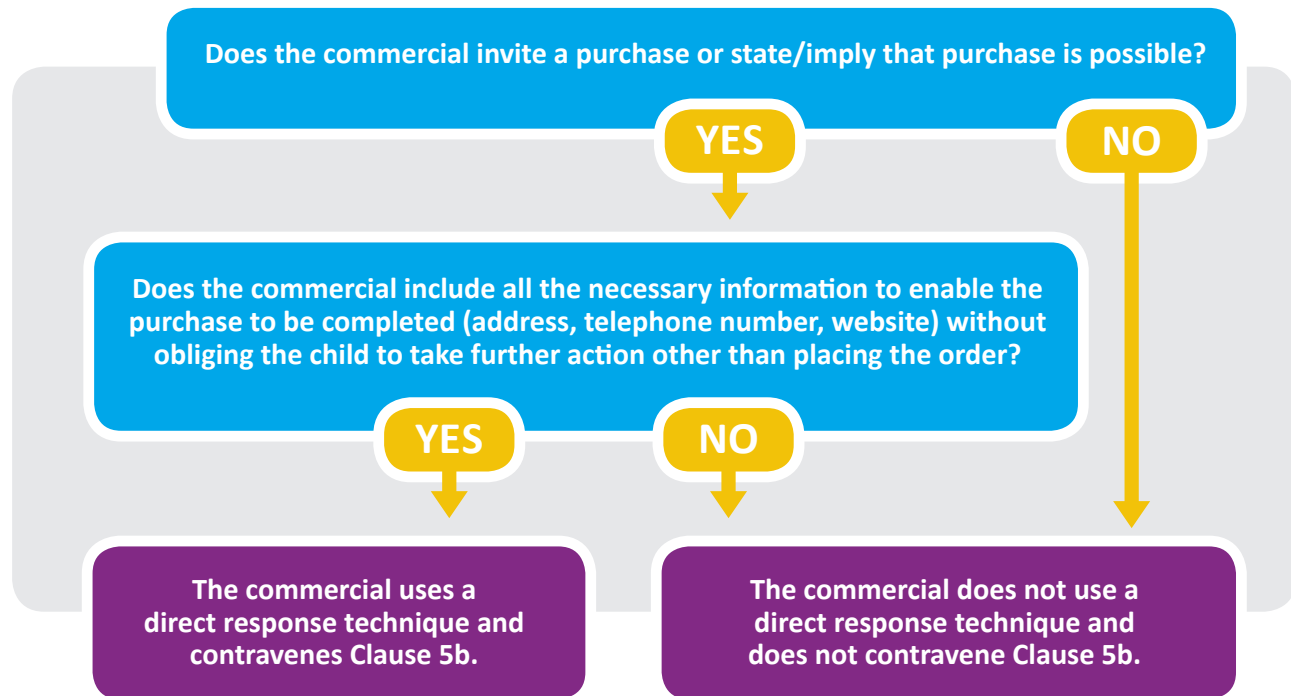 Does the commercial invite a purchase or state/imply that purchase is possible?
YES
NO
Does the commercial include all the necessary information to enable the
purchase to be completed (address, telephone number, website) without
obliging the child to take further action other than placing the order?
YES
NO
The commercial uses a
direct response technique and
contravenes Clause 5b.
The commercial does not use a
direct response technique and
does not contravene Clause 5b.